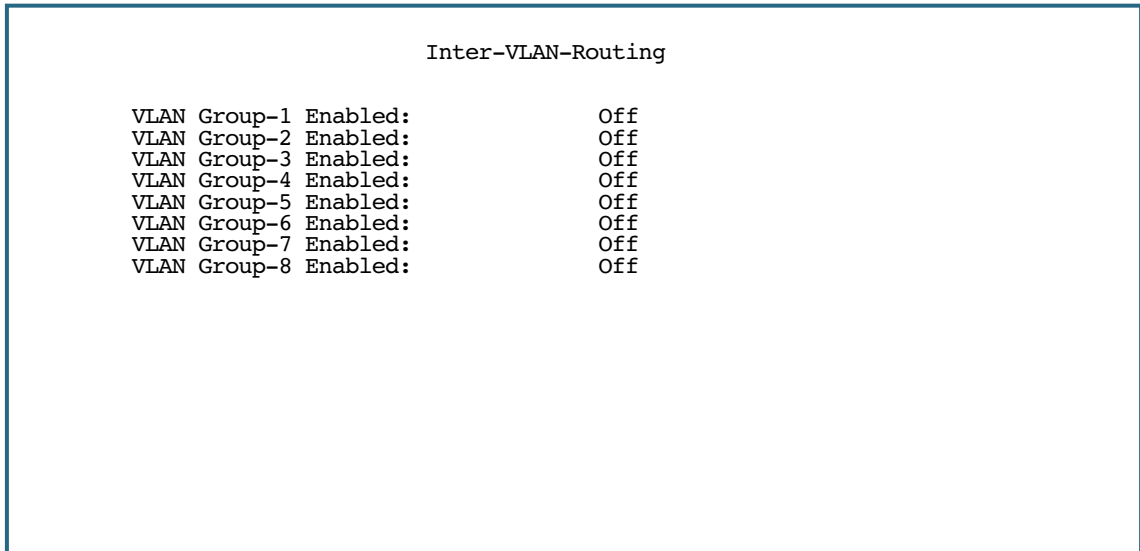 Inter-VLAN-Routing
VLAN Group-1 Enabled: Off
VLAN Group-2 Enabled: Off
VLAN Group-3 Enabled: Off
VLAN Group-4 Enabled: Off
VLAN Group-5 Enabled: Off
VLAN Group-6 Enabled: Off
VLAN Group-7 Enabled: Off
VLAN Group-8 Enabled: Off